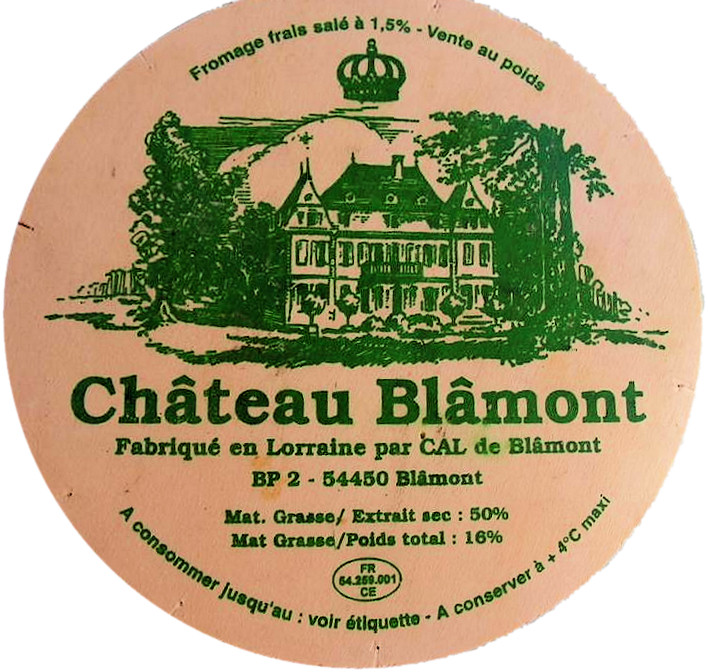 Fromage frais salé à 1,5% - Vente au poids
Château Blâmont
Fabriqué en Lorraine par CAL de Blâmont
BP 2 - 54450 Blâmont
Mat. Grasse/ Extrait sec : 50%
Mat Grasse/Poids total : 16%
FR
54.259.001
CE
A consommer jusqu'au : voir étiquette - A conserver à + 4°C maxi